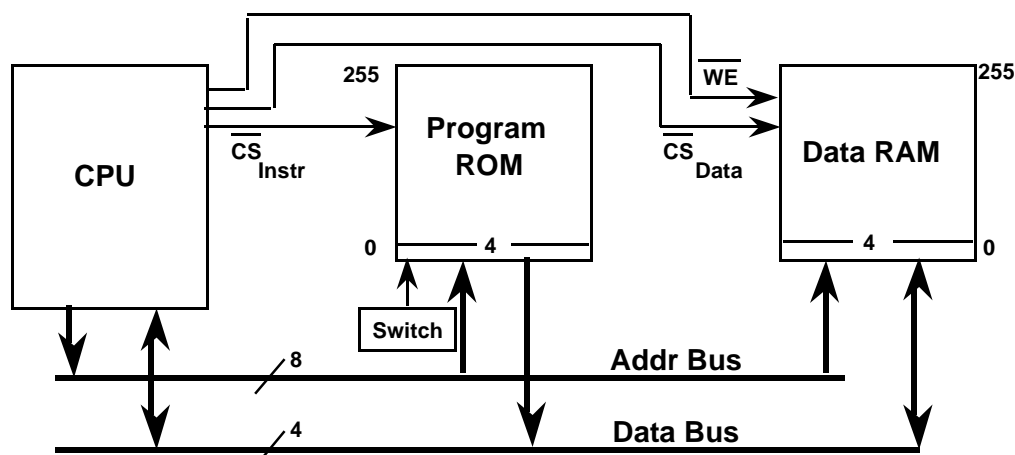 255
WE
255
CPU
CS
Instr
Program
ROM
CS
Data
Data RAM
0
4
4
0
Switch
8
Addr Bus
4
Data Bus